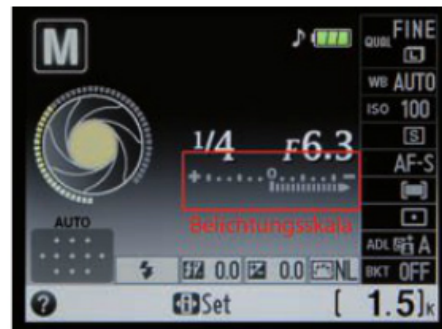 M
QUAL FINE
L
1/4 F6.3
+ 0 -
Belichtungsskala
WB AUTO
ISO 100
S
AF-S
AUTO
0.0 0.0 NL
ADL A
BKT OFF
? i Set [ 1.5]K